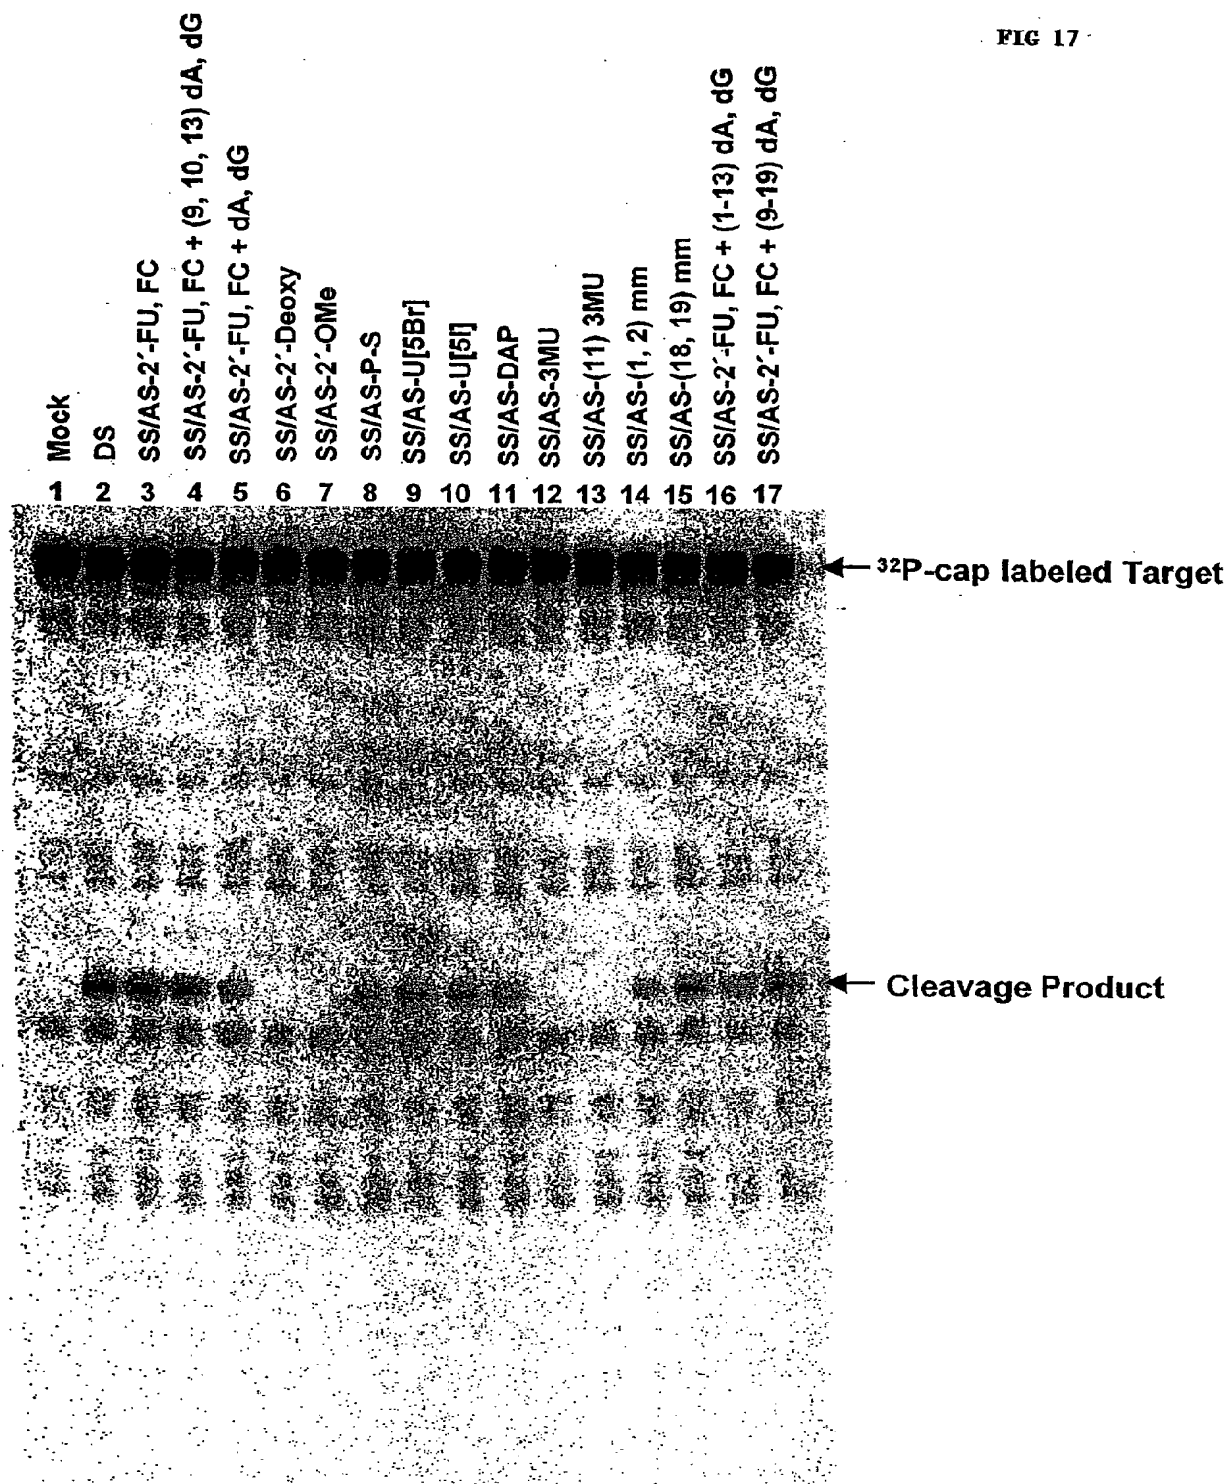 FIG 17
Mock
DS
SS/AS-2´-FU, FC
SS/AS-2´-FU, FC + (9, 10, 13) dA, dG
SS/AS-2´-FU, FC + dA, dG
SS/AS-2´-Deoxy
SS/AS-2´-OMe
SS/AS-P-S
SS/AS-U[5Br]
SS/AS-U[5I]
SS/AS-DAP
SS/AS-3MU
SS/AS-(11) 3MU
SS/AS-(1, 2) mm
SS/AS-(18, 19) mm
SS/AS-2´-FU, FC + (1-13) dA, dG
SS/AS-2´-FU, FC + (9-19) dA, dG
1 2 3 4 5 6 7 8 9 10 11 12 13 14 15 16 17
³²P-cap labeled Target
Cleavage Product